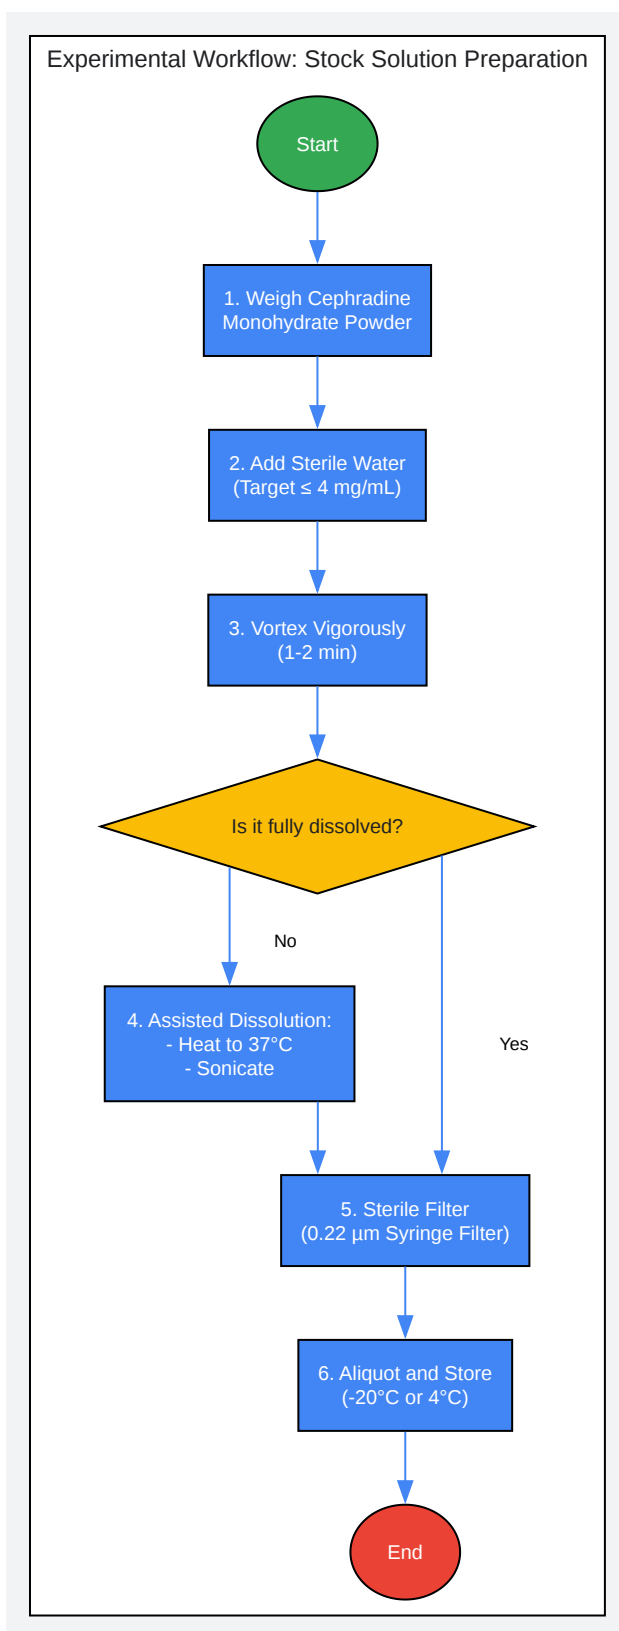 Experimental Workflow: Stock Solution Preparation
Start
1. Weigh Cephradine
Monohydrate Powder
2. Add Sterile Water
(Target ≤ 4 mg/mL)
3. Vortex Vigorously
(1-2 min)
Is it fully dissolved?
No
4. Assisted Dissolution:
- Heat to 37°C
- Sonicate
Yes
5. Sterile Filter
(0.22 µm Syringe Filter)
6. Aliquot and Store
(-20°C or 4°C)
End